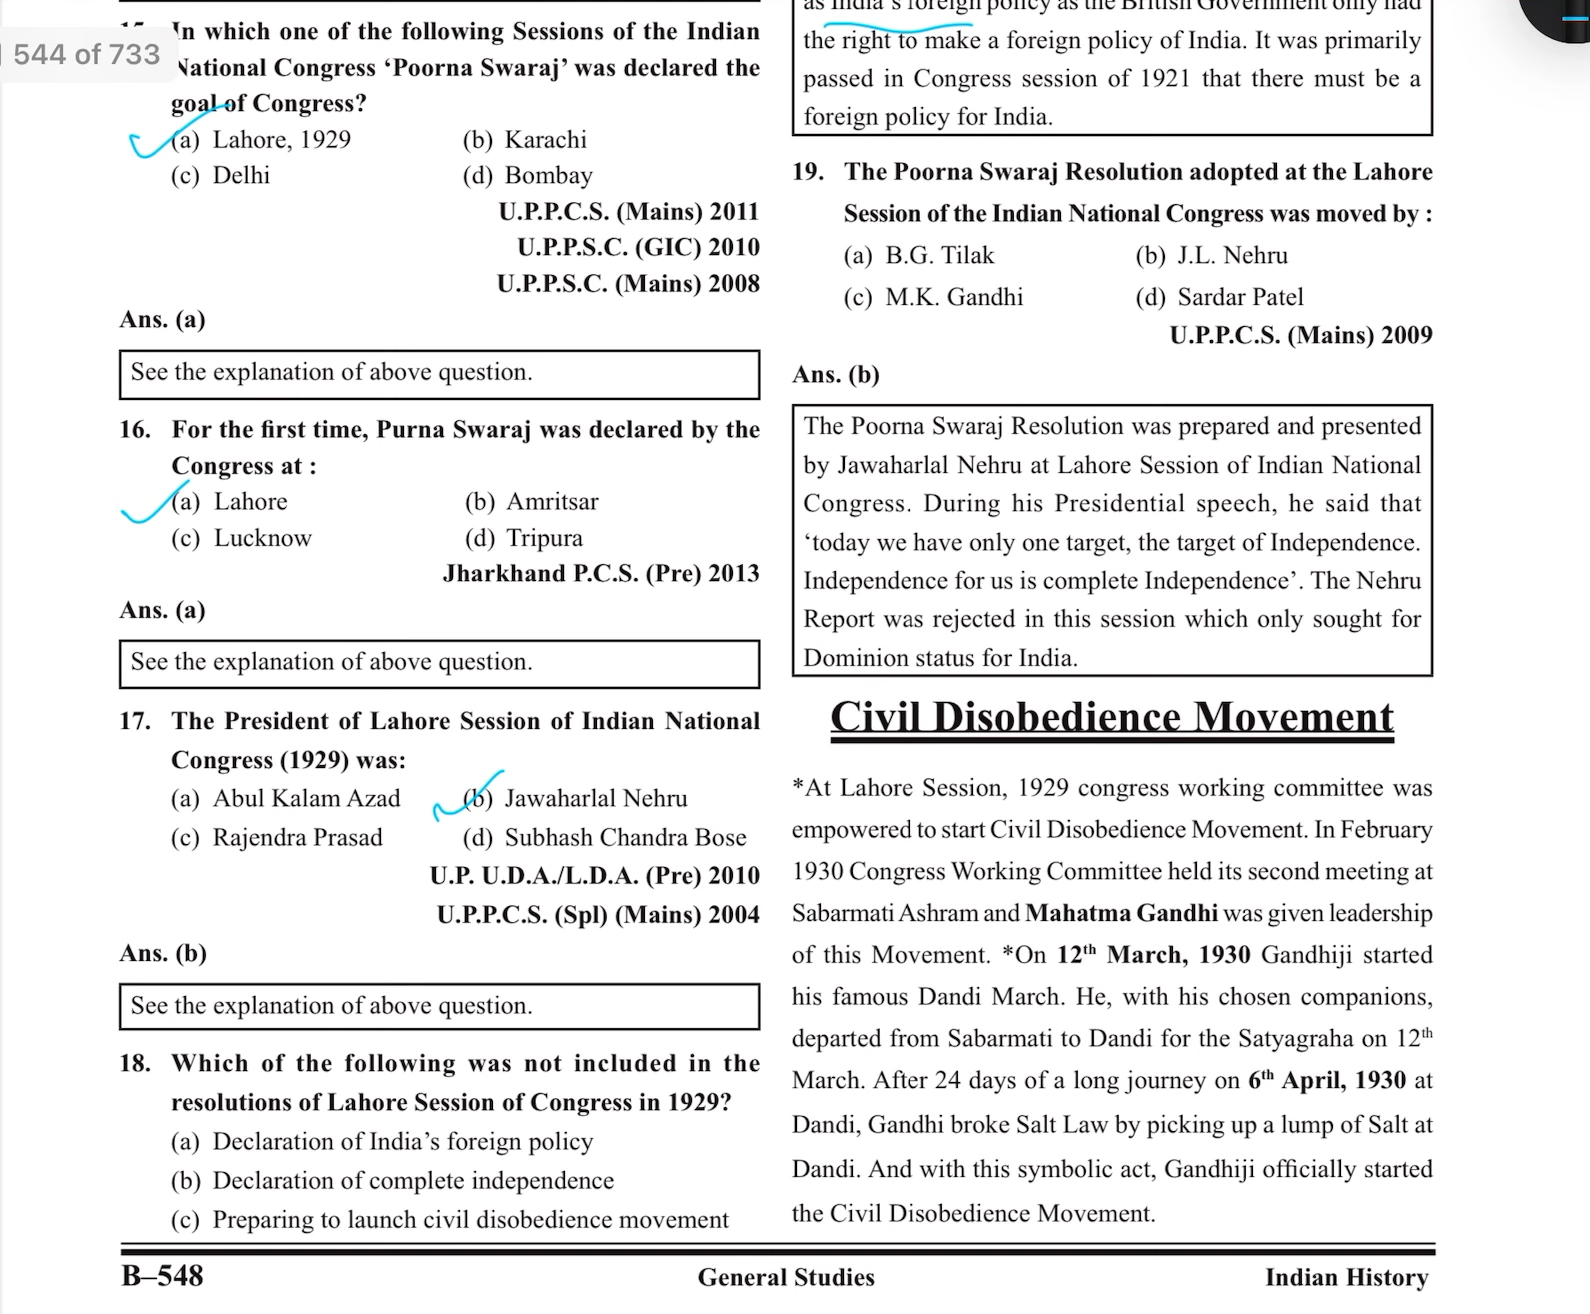 544 of 733
In which one of the following Sessions of the Indian
National Congress ‘Poorna Swaraj’ was declared the
goal of Congress?
(a) Lahore, 1929 (b) Karachi
(c) Delhi (d) Bombay
U.P.P.C.S. (Mains) 2011
U.P.P.S.C. (GIC) 2010
U.P.P.S.C. (Mains) 2008
Ans. (a)
See the explanation of above question.
16. For the first time, Purna Swaraj was declared by the
Congress at :
(a) Lahore (b) Amritsar
(c) Lucknow (d) Tripura
Jharkhand P.C.S. (Pre) 2013
Ans. (a)
See the explanation of above question.
17. The President of Lahore Session of Indian National
Congress (1929) was:
(a) Abul Kalam Azad (b) Jawaharlal Nehru
(c) Rajendra Prasad (d) Subhash Chandra Bose
U.P. U.D.A./L.D.A. (Pre) 2010
U.P.P.C.S. (Spl) (Mains) 2004
Ans. (b)
See the explanation of above question.
18. Which of the following was not included in the
resolutions of Lahore Session of Congress in 1929?
(a) Declaration of India’s foreign policy
(b) Declaration of complete independence
(c) Preparing to launch civil disobedience movement
as India’s foreign policy as the British Government only had
the right to make a foreign policy of India. It was primarily
passed in Congress session of 1921 that there must be a
foreign policy for India.
19. The Poorna Swaraj Resolution adopted at the Lahore
Session of the Indian National Congress was moved by :
(a) B.G. Tilak (b) J.L. Nehru
(c) M.K. Gandhi (d) Sardar Patel
U.P.P.C.S. (Mains) 2009
Ans. (b)
The Poorna Swaraj Resolution was prepared and presented
by Jawaharlal Nehru at Lahore Session of Indian National
Congress. During his Presidential speech, he said that
‘today we have only one target, the target of Independence.
Independence for us is complete Independence’. The Nehru
Report was rejected in this session which only sought for
Dominion status for India.
Civil Disobedience Movement
*At Lahore Session, 1929 congress working committee was
empowered to start Civil Disobedience Movement. In February
1930 Congress Working Committee held its second meeting at
Sabarmati Ashram and Mahatma Gandhi was given leadership
of this Movement. *On 12th March, 1930 Gandhiji started
his famous Dandi March. He, with his chosen companions,
departed from Sabarmati to Dandi for the Satyagraha on 12th
March. After 24 days of a long journey on 6th April, 1930 at
Dandi, Gandhi broke Salt Law by picking up a lump of Salt at
Dandi. And with this symbolic act, Gandhiji officially started
the Civil Disobedience Movement.
B–548 General Studies Indian History